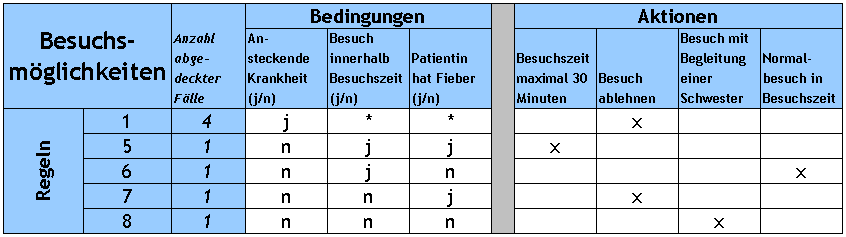 Bedingungen Aktionen
Besuchs-
möglichkeiten
Anzahl
abge-
deckter
Fälle
An-
steckende
Krankheit
(j/n)
Besuch
innerhalb
Besuchszeit
(j/n)
Patientin
hat Fieber
(j/n)
Besuchszeit
maximal 30
Minuten
Besuch
ablehnen
Besuch mit
Begleitung
einer
Schwester
Normal-
besuch in
Besuchszeit
Regeln
1 4 j * * x
5 1 n j j x
6 1 n j n x
7 1 n n j x
8 1 n n n x